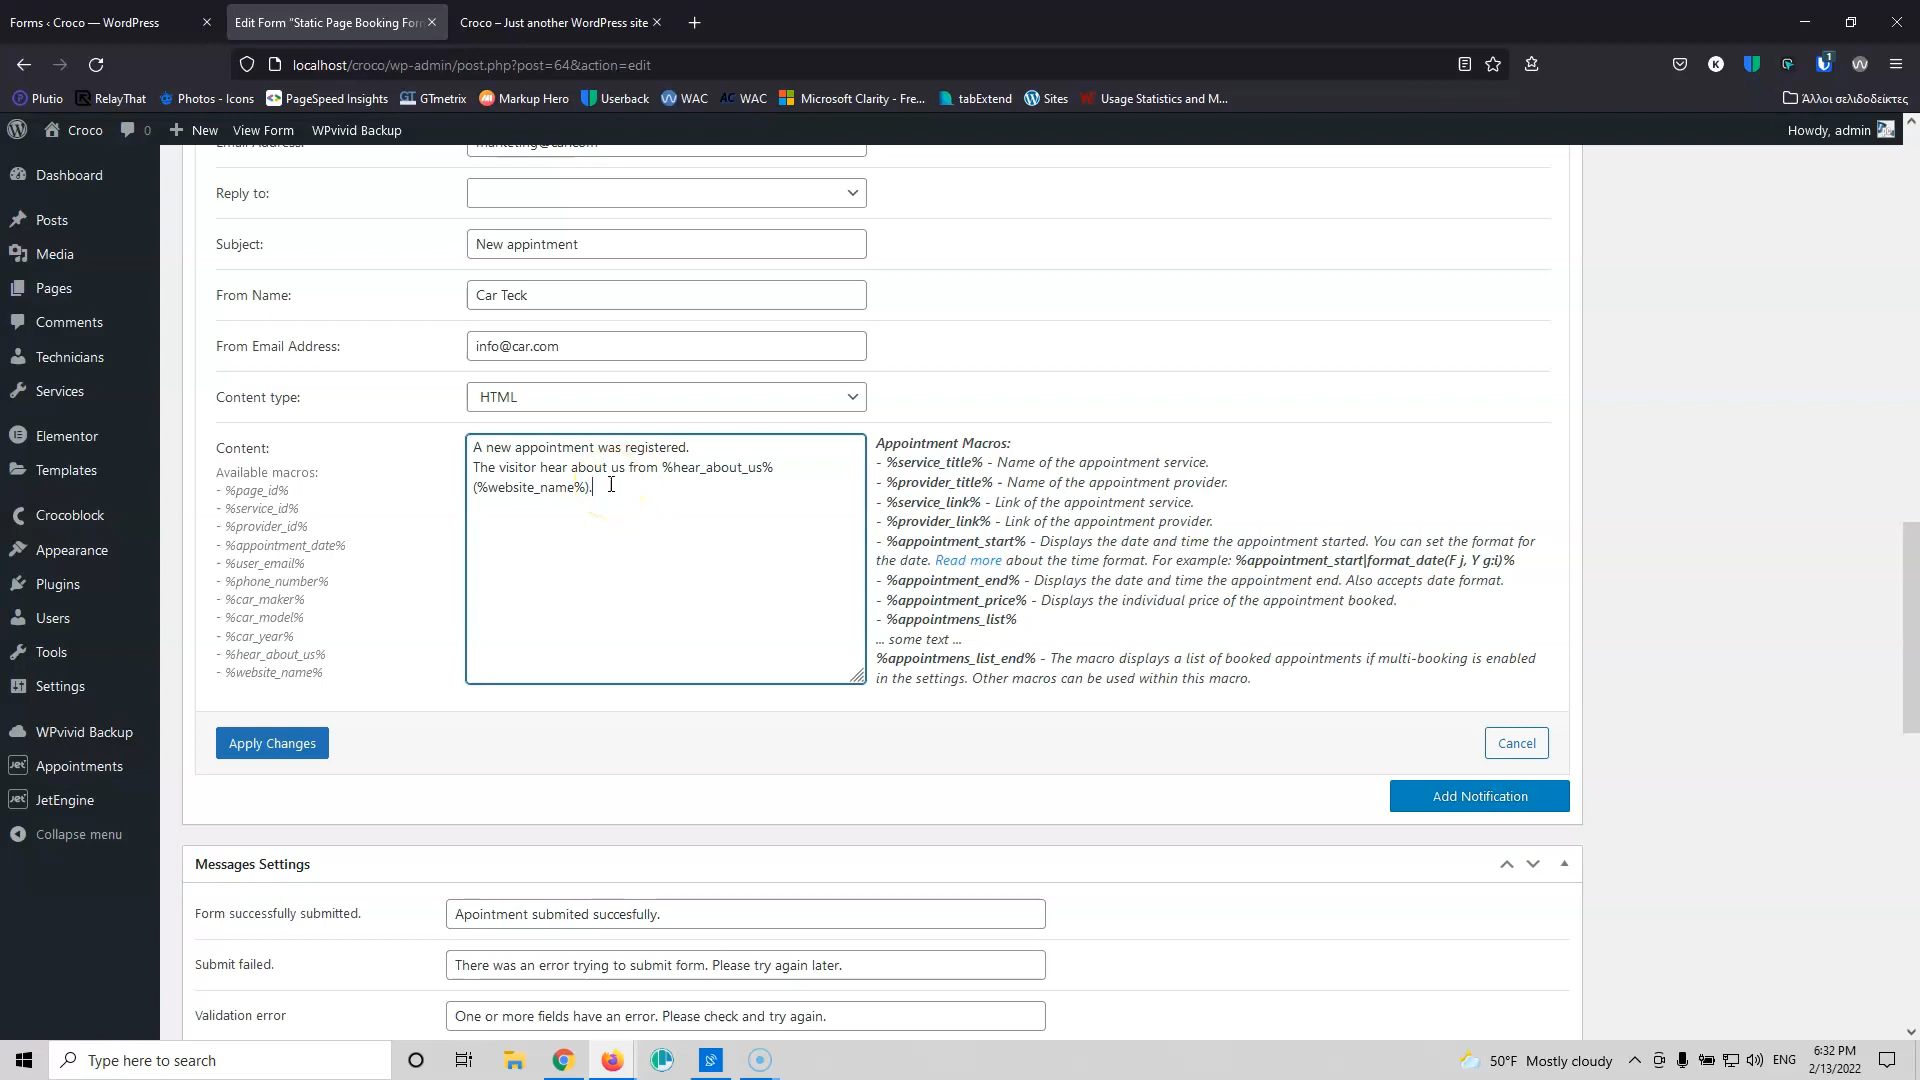 Forms ‹ Croco — WordPress
Edit Form "Static Page Booking For
Croco – Just another WordPress site
localhost/croco/wp-admin/post.php?post=64&action=edit
1
Plutio
RelayThat
Photos - Icons
PageSpeed Insights
GTmetrix
Markup Hero
Userback
WAC
WAC
Microsoft Clarity - Fre...
tabExtend
Sites
Usage Statistics and M...
Άλλοι σελιδοδείκτες
Croco
0
New
View Form
WPvivid Backup
Howdy, admin
Dashboard
Posts
Media
Pages
Comments
Technicians
Services
Elementor
Templates
Crocoblock
Appearance
Plugins
Users
Tools
Settings
WPvivid Backup
Appointments
JetEngine
Collapse menu
Email Address:
marketing@car.com
Reply to:
Subject:
New appintment
From Name:
Car Teck
From Email Address:
info@car.com
Content type:
HTML
Content:
Available macros:
- %page_id%
- %service_id%
- %provider_id%
- %appointment_date%
- %user_email%
- %phone_number%
- %car_maker%
- %car_model%
- %car_year%
- %hear_about_us%
- %website_name%
A new appointment was registered.
The visitor hear about us from %hear_about_us%
(%website_name%).
Appointment Macros:
- %service_title% - Name of the appointment service.
- %provider_title% - Name of the appointment provider.
- %service_link% - Link of the appointment service.
- %provider_link% - Link of the appointment provider.
- %appointment_start% - Displays the date and time the appointment started. You can set the format for
the date. Read more about the time format. For example: %appointment_start|format_date(F j, Y g:i)%
- %appointment_end% - Displays the date and time the appointment end. Also accepts date format.
- %appointment_price% - Displays the individual price of the appointment booked.
- %appointmens_list%
... some text ...
%appointmens_list_end% - The macro displays a list of booked appointments if multi-booking is enabled
in the settings. Other macros can be used within this macro.
Apply Changes
Cancel
Add Notification
Messages Settings
Form successfully submitted.
Apointment submited succesfully.
Submit failed.
There was an error trying to submit form. Please try again later.
Validation error
One or more fields have an error. Please check and try again.
Type here to search
50°F Mostly cloudy
ENG
6:32 PM
2/13/2022